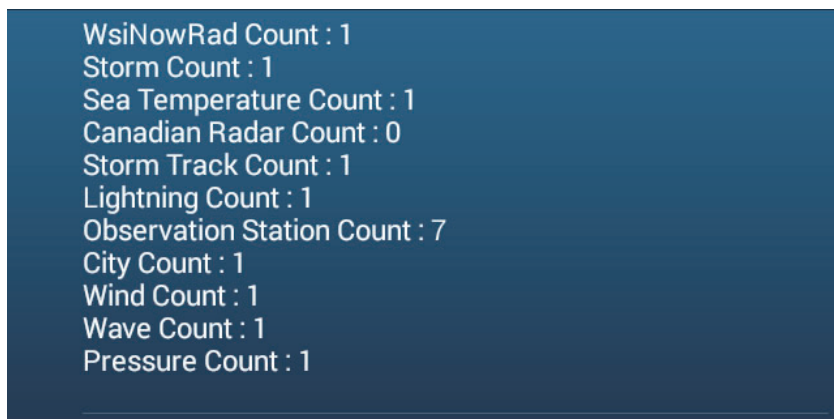 WsiNowRad Count : 1
Storm Count : 1
Sea Temperature Count : 1
Canadian Radar Count : 0
Storm Track Count : 1
Lightning Count : 1
Observation Station Count : 7
City Count : 1
Wind Count : 1
Wave Count : 1
Pressure Count : 1